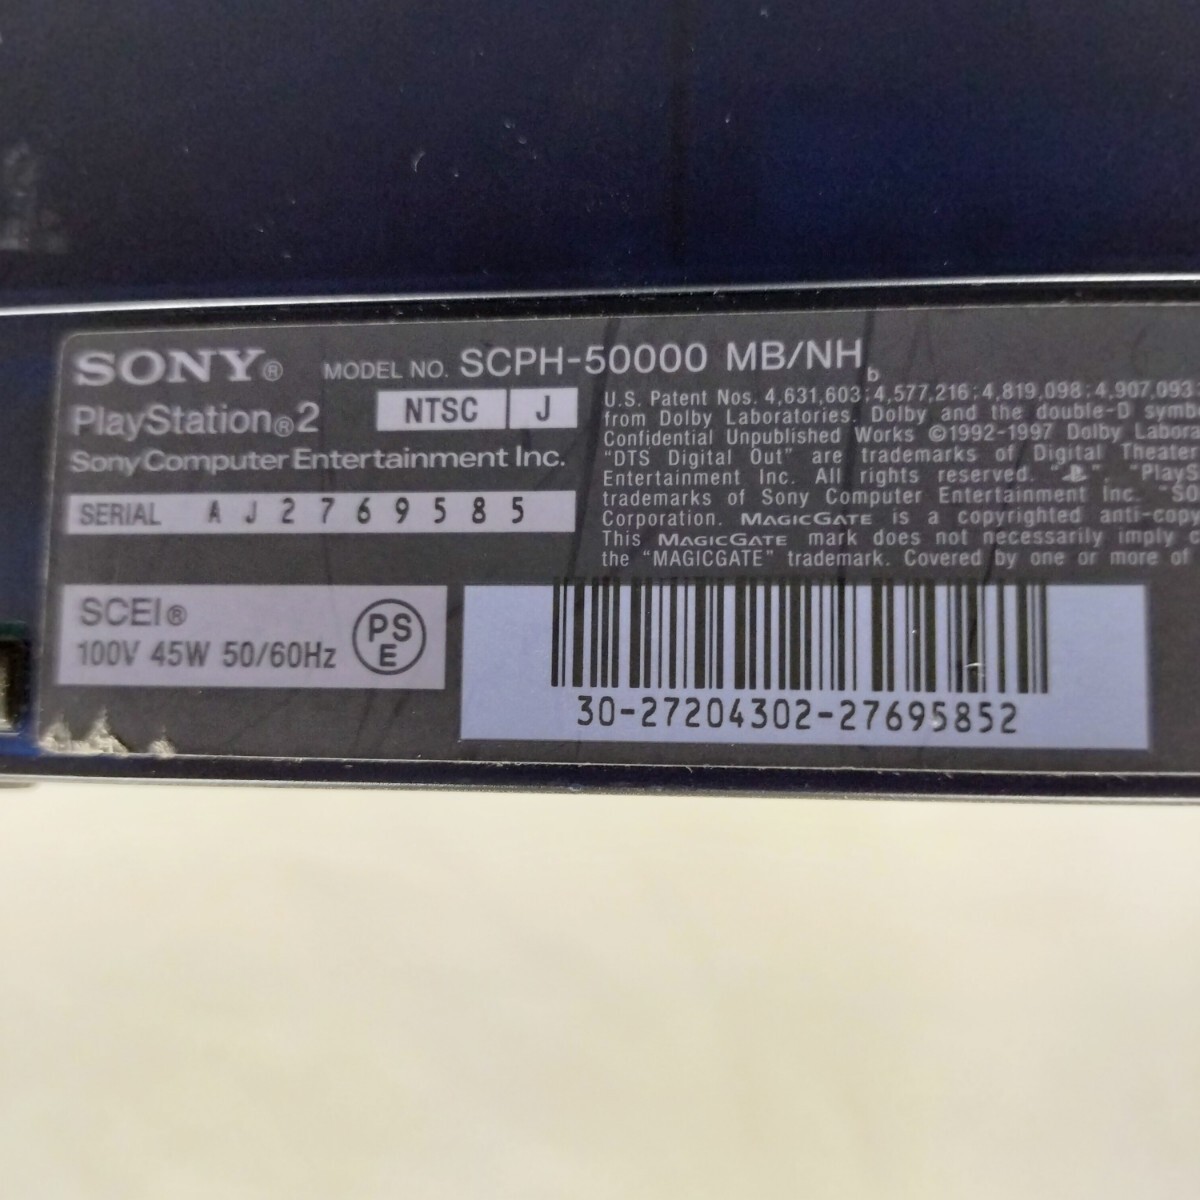 SONY® MODEL NO. SCPH-50000 MB/NH b
PlayStation®2 NTSC J
Sony Computer Entertainment Inc.
SERIAL AJ2769585
SCEI®
100V 45W 50/60Hz
PS
E
U.S. Patent Nos. 4,631,603; 4,577,216; 4,819,098; 4,907,093
from Dolby Laboratories. Dolby and the double-D symb
Confidential Unpublished Works ©1992-1997 Dolby Labora
"DTS Digital Out" are trademarks of Digital Theater
Entertainment Inc. All rights reserved. " ", "PlayS
trademarks of Sony Computer Entertainment Inc. "SO
Corporation. MAGICGATE is a copyrighted anti-copy
This MAGICGATE mark does not necessarily imply c
the "MAGICGATE" trademark. Covered by one or more of
30-27204302-27695852